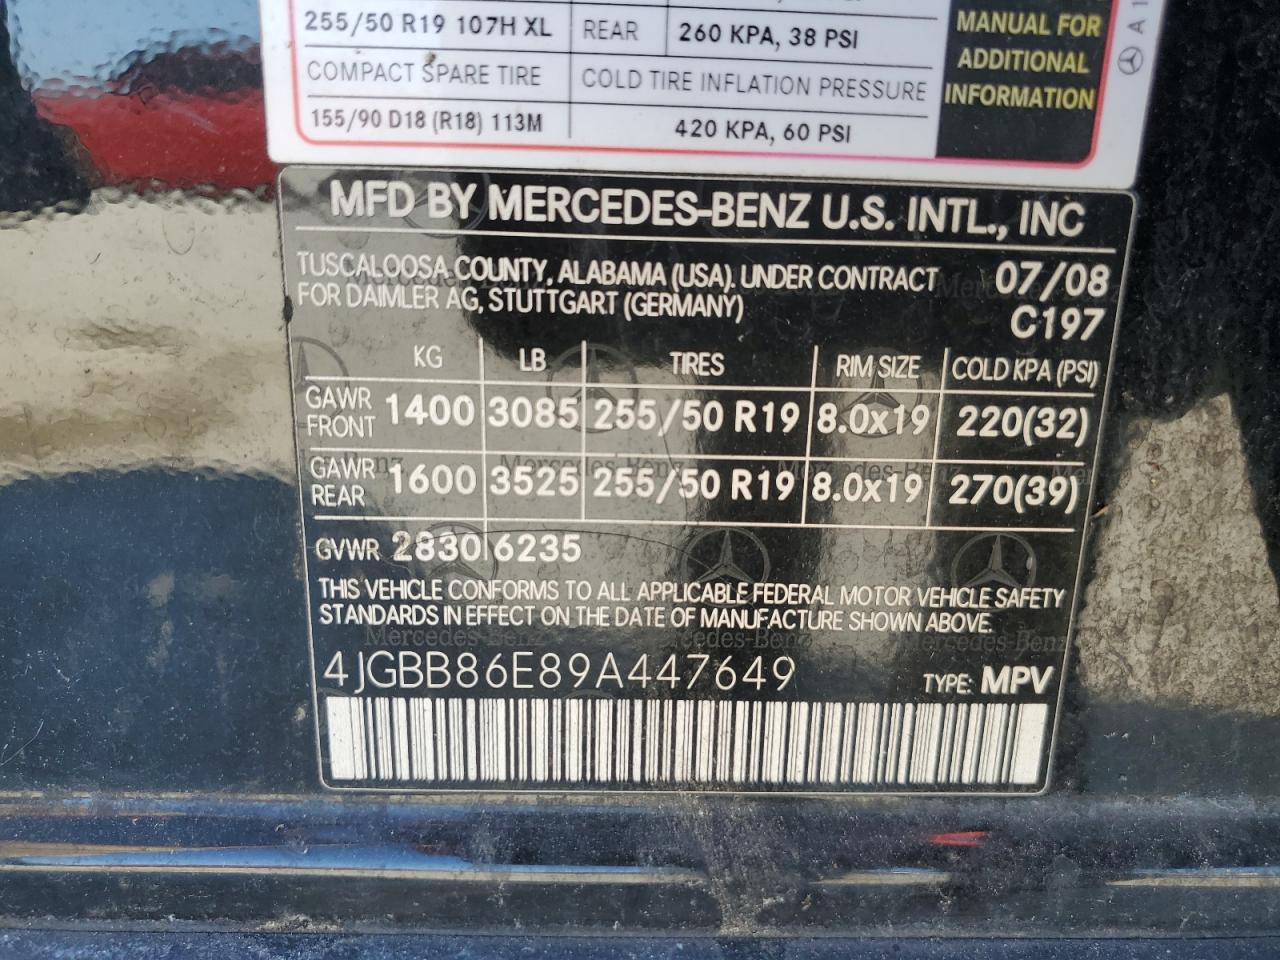 255/50 R19 107H XL REAR 260 KPA, 38 PSI
COMPACT SPARE TIRE COLD TIRE INFLATION PRESSURE
155/90 D18 (R18) 113M 420 KPA, 60 PSI
MANUAL FOR
ADDITIONAL
INFORMATION
A 1
MFD BY MERCEDES-BENZ U.S. INTL., INC
TUSCALOOSA COUNTY, ALABAMA (USA). UNDER CONTRACT 07/08
FOR DAIMLER AG, STUTTGART (GERMANY) C197
KG LB TIRES RIM SIZE COLD KPA (PSI)
GAWR
FRONT 1400 3085 255/50 R19 8.0x19 220(32)
GAWR
REAR 1600 3525 255/50 R19 8.0x19 270(39)
GVWR 2830 6235
THIS VEHICLE CONFORMS TO ALL APPLICABLE FEDERAL MOTOR VEHICLE SAFETY
STANDARDS IN EFFECT ON THE DATE OF MANUFACTURE SHOWN ABOVE.
4JGBB86E89A447649 TYPE: MPV